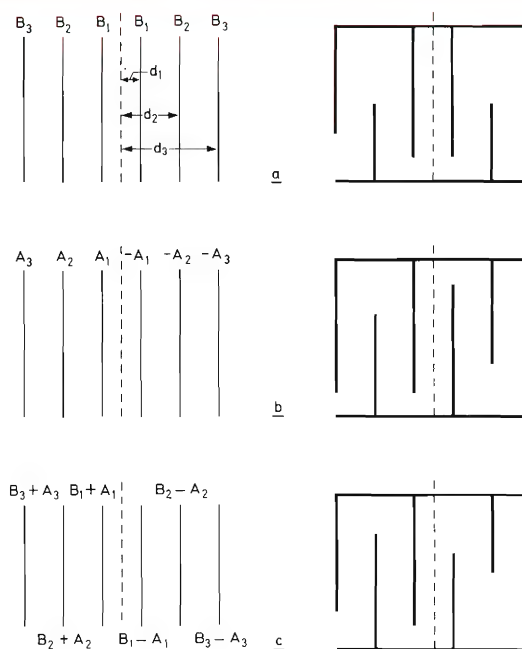 B₃ B₂ B₁ B₁ B₂ B₃
d₁
d₂
d₃
a
A₃ A₂ A₁ -A₁ -A₂ -A₃
b
B₃ + A₃ B₁ + A₁ B₂ - A₂
B₂ + A₂ B₁ - A₁ B₃ - A₃
c